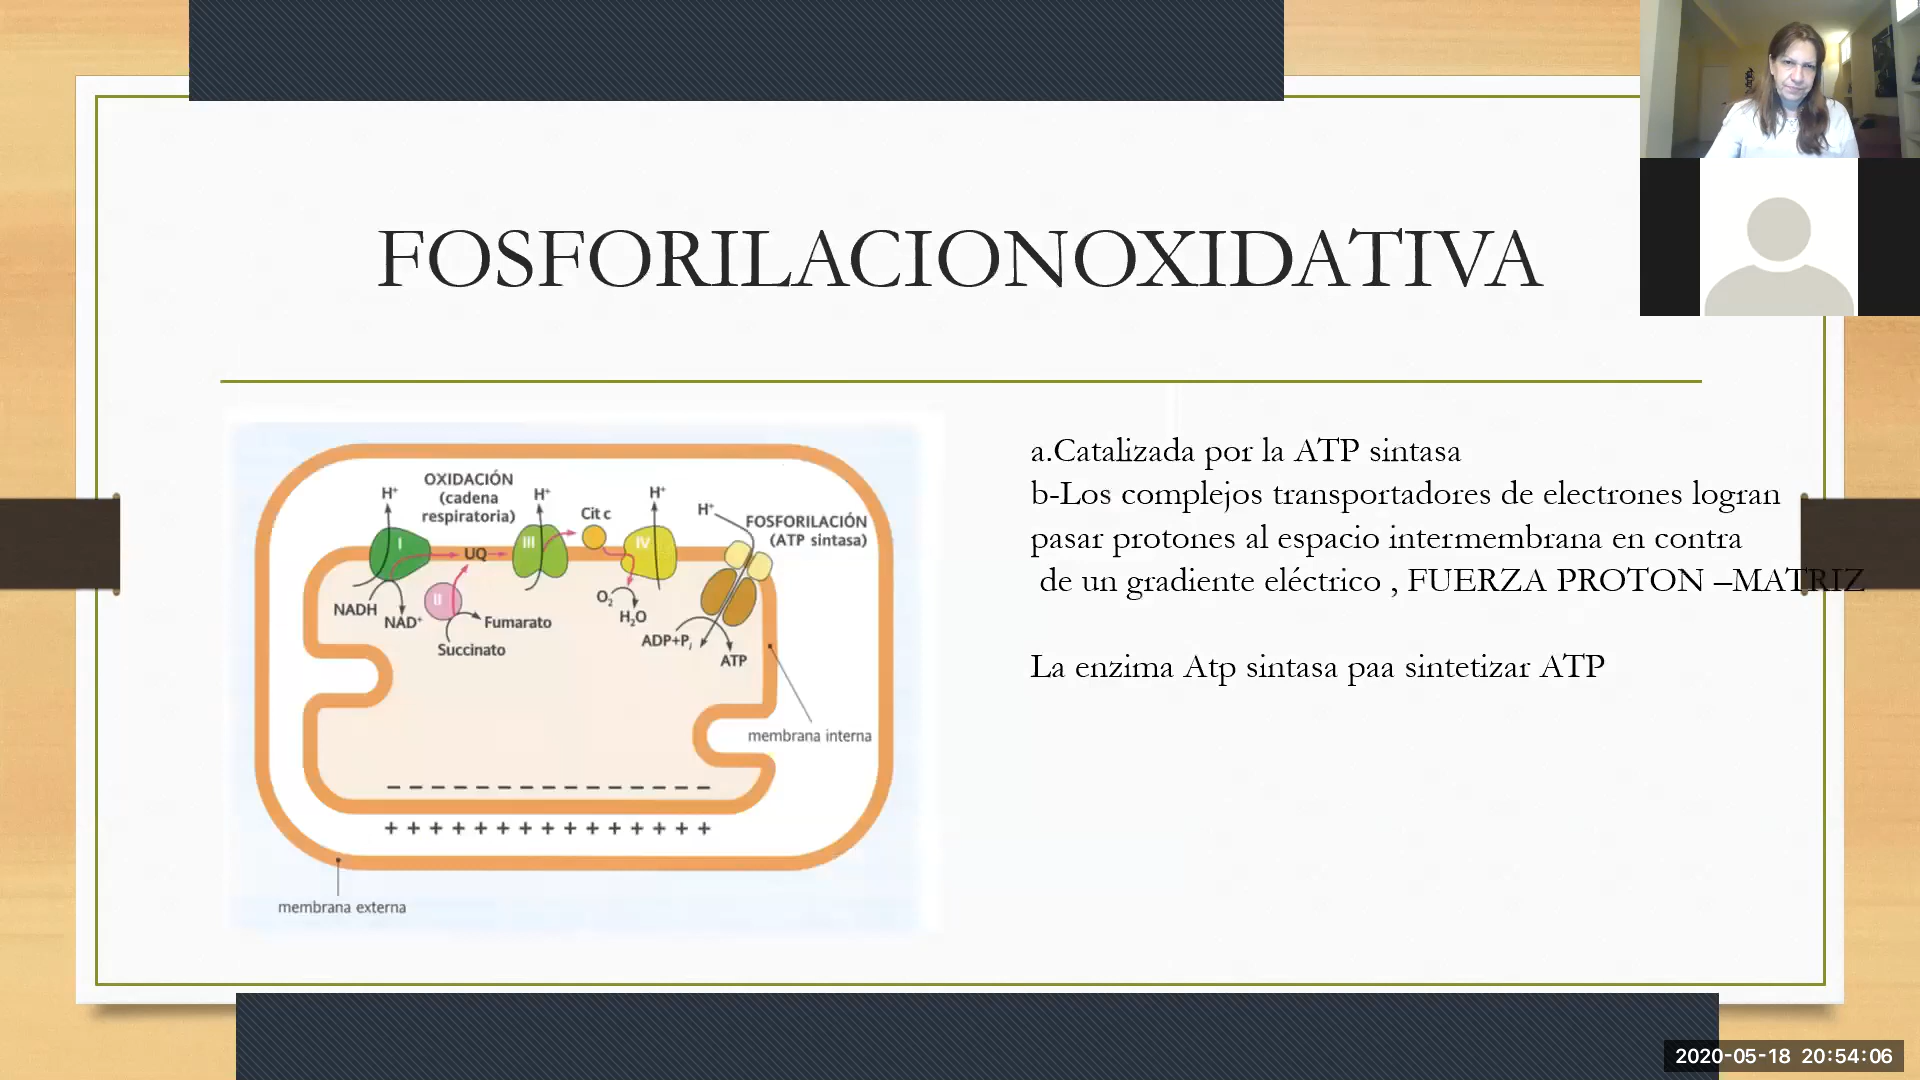 FOSFORILACIONOXIDATIVA
OXIDACIÓN
(cadena
respiratoria)
H⁺
H⁺
H⁺
H⁺
Cit c
FOSFORILACIÓN
(ATP sintasa)
I
UQ
III
IV
II
NADH
NAD⁺
Fumarato
Succinato
O₂
H₂O
ADP+Pᵢ
ATP
membrana interna
– – – – – – – – – – – – – – –
+ + + + + + + + + + + + + + +
membrana externa
a.Catalizada por la ATP sintasa
b-Los complejos transportadores de electrones logran
pasar protones al espacio intermembrana en contra
de un gradiente eléctrico , FUERZA PROTON –MATRIZ
La enzima Atp sintasa paa sintetizar ATP
2020-05-18 20:54:06